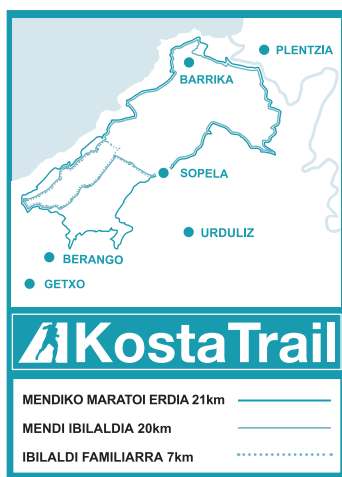 PLENTZIA
BARRIKA
SOPELA
URDULIZ
BERANGO
GETXO
KostaTrail
MENDIKO MARATOI ERDIA 21km
MENDI IBILALDIA 20km
IBILALDI FAMILIARRA 7km